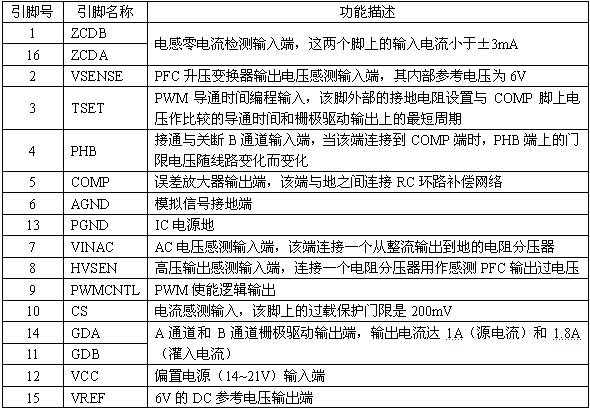 引脚号 引脚名称 功能描述
1 ZCDB
16 ZCDA
电感零电流检测输入端，这两个脚上的输入电流小于±3mA
2 VSENSE PFC 升压变换器输出电压感测输入端，其内部参考电压为 6V
3 TSET PWM 导通时间编程输入，该脚外部的接地电阻设置与 COMP 脚上电
压作比较的导通时间和栅极驱动输出上的最短周期
4 PHB 接通与关断 B 通道输入端，当该端连接到 COMP 端时，PHB 端上的门
限电压随线路变化而变化
5 COMP 误差放大器输出端，该端与地之间连接 RC 环路补偿网络
6 AGND 模拟信号接地端
13 PGND IC 电源地
7 VINAC AC 电压感测输入端，该端连接一个从整流输出到地的电阻分压器
8 HVSEN 高压输出感测输入端，连接一个电阻分压器用作感测 PFC 输出过电压
9 PWMCNTL PWM 使能逻辑输出
10 CS 电流感测输入，该脚上的过载保护门限是 200mV
14 GDA A 通道和 B 通道栅极驱动输出端，输出电流达 1A（源电流）和 1.8A
11 GDB （灌入电流）
12 VCC 偏置电源（14~21V）输入端
15 VREF 6V 的 DC 参考电压输出端